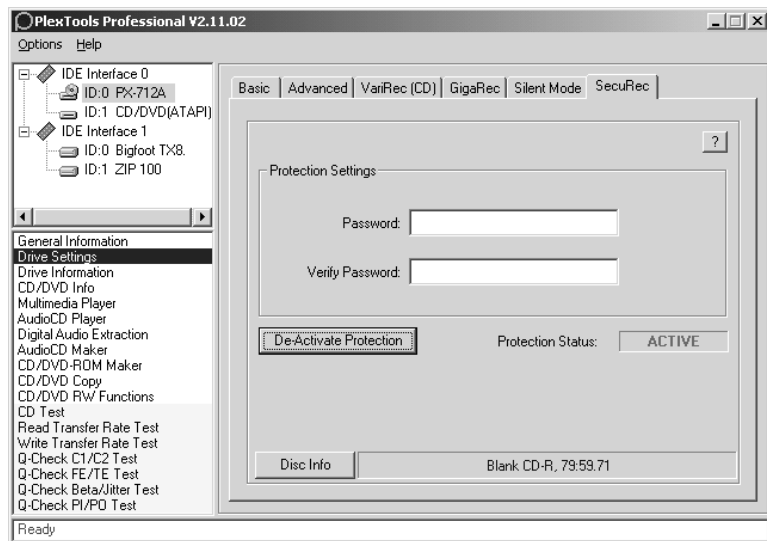 PlexTools Professional V2.11.02
Options Help
IDE Interface 0
ID:0 PX-712A
ID:1 CD/DVD(ATAPI)
IDE Interface 1
ID:0 Bigfoot TX8.
ID:1 ZIP 100
General Information
Drive Settings
Drive Information
CD/DVD Info
Multimedia Player
AudioCD Player
Digital Audio Extraction
AudioCD Maker
CD/DVD-ROM Maker
CD/DVD Copy
CD/DVD RW Functions
CD Test
Read Transfer Rate Test
Write Transfer Rate Test
Q-Check C1/C2 Test
Q-Check FE/TE Test
Q-Check Beta/Jitter Test
Q-Check PI/PO Test
Basic Advanced VariRec (CD) GigaRec Silent Mode SecuRec
?
Protection Settings
Password:
Verify Password:
De-Activate Protection Protection Status: ACTIVE
Disc Info Blank CD-R, 79:59.71
Ready